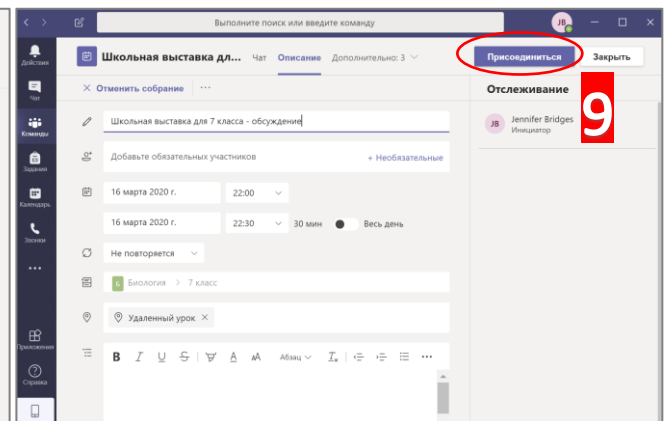 Выполните поиск или введите команду
JB
Действия
Чат
Команды
Задания
Календарь
Звонки
Приложения
Справка
Школьная выставка дл... Чат Описание Дополнительно: 3
Присоединиться Закрыть
× Отменить собрание ...
Отслеживание
9
JB Jennifer Bridges
Инициатор
Школьная выставка для 7 класса - обсуждение
Добавьте обязательных участников + Необязательные
16 марта 2020 г. 22:00
16 марта 2020 г. 22:30 30 мин Весь день
Не повторяется
Б Биология > 7 класс
Удаленный урок ×
B I U S A A AA Абзац I